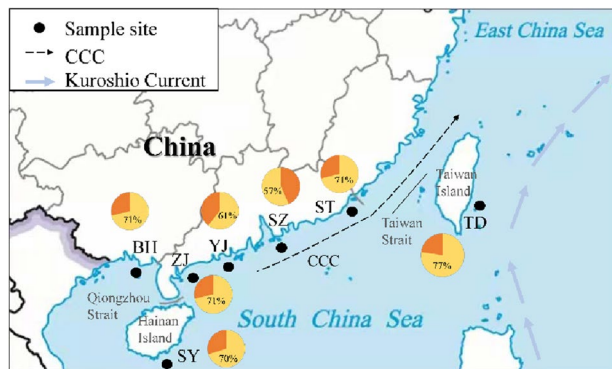 Sample site
CCC
Kuroshio Current
East China Sea
China
Taiwan
Island
57%
71%
71%
61%
SZ
ST
TD
Taiwan
Strait
BH
ZJ
YJ
CCC
77%
Qiongzhou
Strait
71%
Hainan
Island
South China Sea
SY
70%